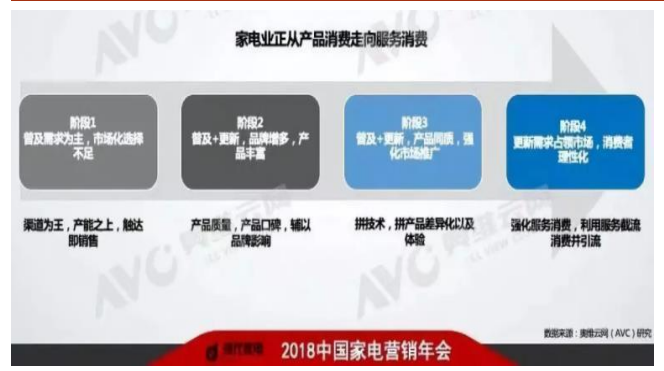 家电业正从产品消费走向服务消费
阶段1
普及需求为主，市场化选择
不足
阶段2
普及+更新，品牌增多，产
品丰富
阶段3
普及+更新，产品同质，强
化市场推广
阶段4
更新需求占领市场，消费者
理性化
渠道为王，产能之上，触达
即销售
产品质量，产品口碑，辅以
品牌影响
拼技术，拼产品差异化以及
体验
强化服务消费，利用服务截流
消费并引流
AVC 奥维云网
数据来源：奥维云网（AVC）研究
2018中国家电营销年会